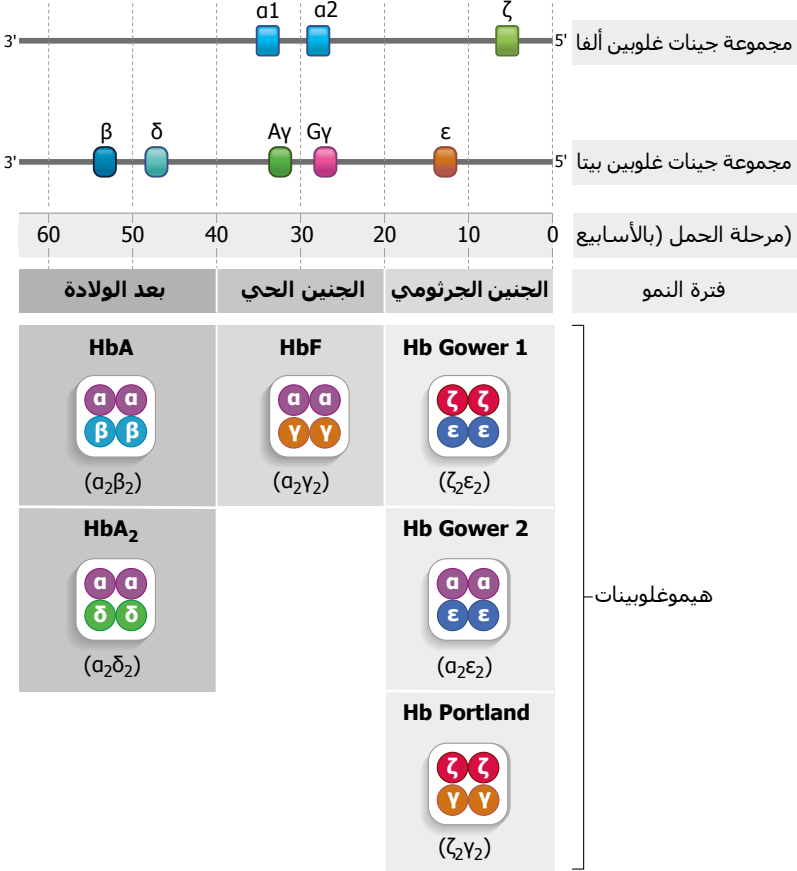 α1 α2 ζ
3' 5' مجموعة جينات غلوبين ألفا
β δ Aγ Gγ ε
3' 5' مجموعة جينات غلوبين بيتا
60 50 40 30 20 10 0 (مرحلة الحمل (بالأسابيع
فترة النمو الجنين الجرثومي الجنين الحي بعد الولادة
HbA HbF Hb Gower 1
α α α α ζ ζ
β β γ γ ε ε
(α₂β₂) (α₂γ₂) (ζ₂ε₂)
HbA₂ Hb Gower 2
α α α α
δ δ ε ε
(α₂δ₂) (α₂ε₂)
هيموغلوبينات
Hb Portland
ζ ζ
γ γ
(ζ₂γ₂)